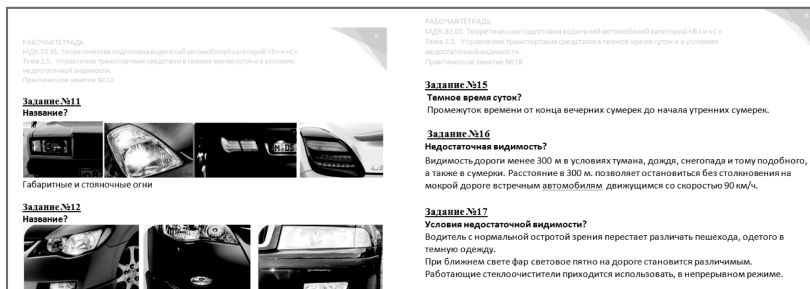 РАБОЧАЯ ТЕТРАДЬ
МДК.02.01. Теоретическая подготовка водителей автомобилей категорий «В» и «С»
Тема 2.5. Управление транспортным средством в темное время суток и в условиях
недостаточной видимости.
Практическое занятие №10
Задание №11
Название?
Габаритные и стояночные огни
Задание №12
Название?
РАБОЧАЯ ТЕТРАДЬ
МДК.02.01. Теоретическая подготовка водителей автомобилей категорий «В» и «С»
Тема 2.5. Управление транспортным средством в темное время суток и в условиях
недостаточной видимости.
Практическое занятие №10
Задание №15
Темное время суток?
Промежуток времени от конца вечерних сумерек до начала утренних сумерек.
Задание №16
Недостаточная видимость?
Видимость дороги менее 300 м в условиях тумана, дождя, снегопада и тому подобного,
а также в сумерки. Расстояние в 300 м. позволяет остановиться без столкновения на
мокрой дороге встречным автомобилям движущимся со скоростью 90 км/ч.
Задание №17
Условия недостаточной видимости?
Водитель с нормальной остротой зрения перестает различать пешехода, одетого в
темную одежду.
При ближнем свете фар световое пятно на дороге становится различимым.
Работающие стеклоочистители приходится использовать, в непрерывном режиме.